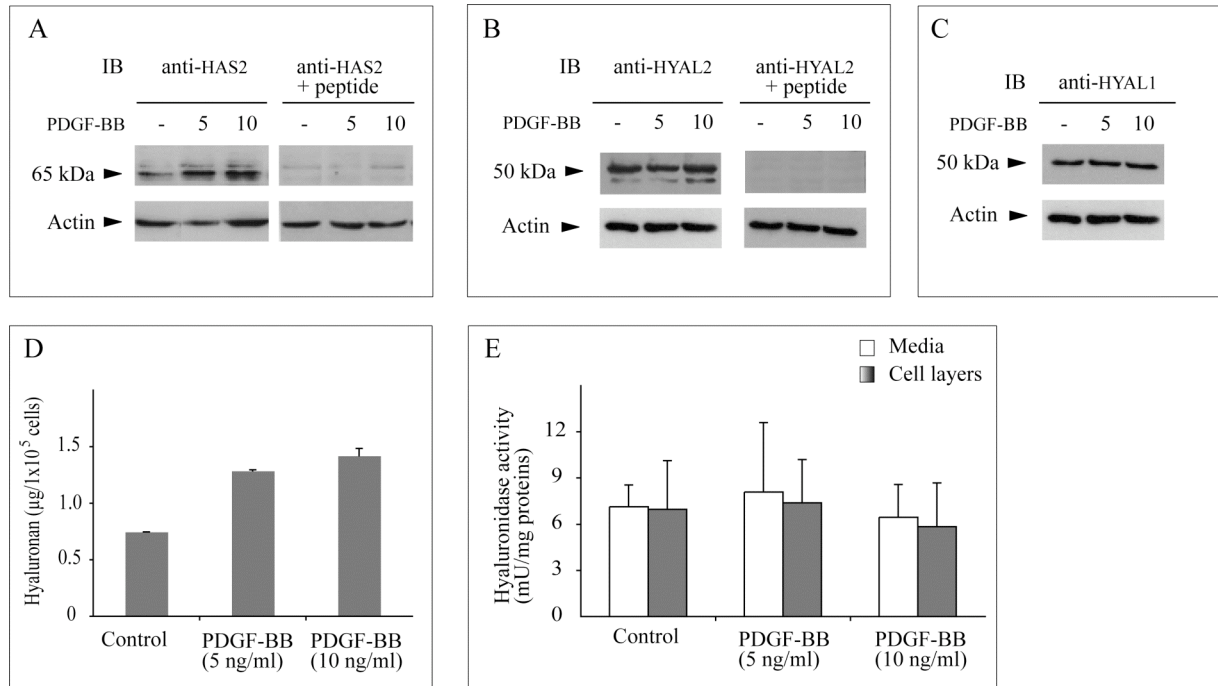 A
IB anti-HAS2 anti-HAS2
+ peptide
PDGF-BB - 5 10 - 5 10
65 kDa
Actin
B
IB anti-HYAL2 anti-HYAL2
+ peptide
PDGF-BB - 5 10 - 5 10
50 kDa
Actin
C
IB anti-HYAL1
PDGF-BB - 5 10
50 kDa
Actin
D
Hyaluronan (µg/1x10⁵ cells)
1.5
1.0
0.5
0
Control PDGF-BB PDGF-BB
(5 ng/ml) (10 ng/ml)
E
Media
Cell layers
Hyaluronidase activity
(mU/mg proteins)
12
9
6
3
0
Control PDGF-BB PDGF-BB
(5 ng/ml) (10 ng/ml)